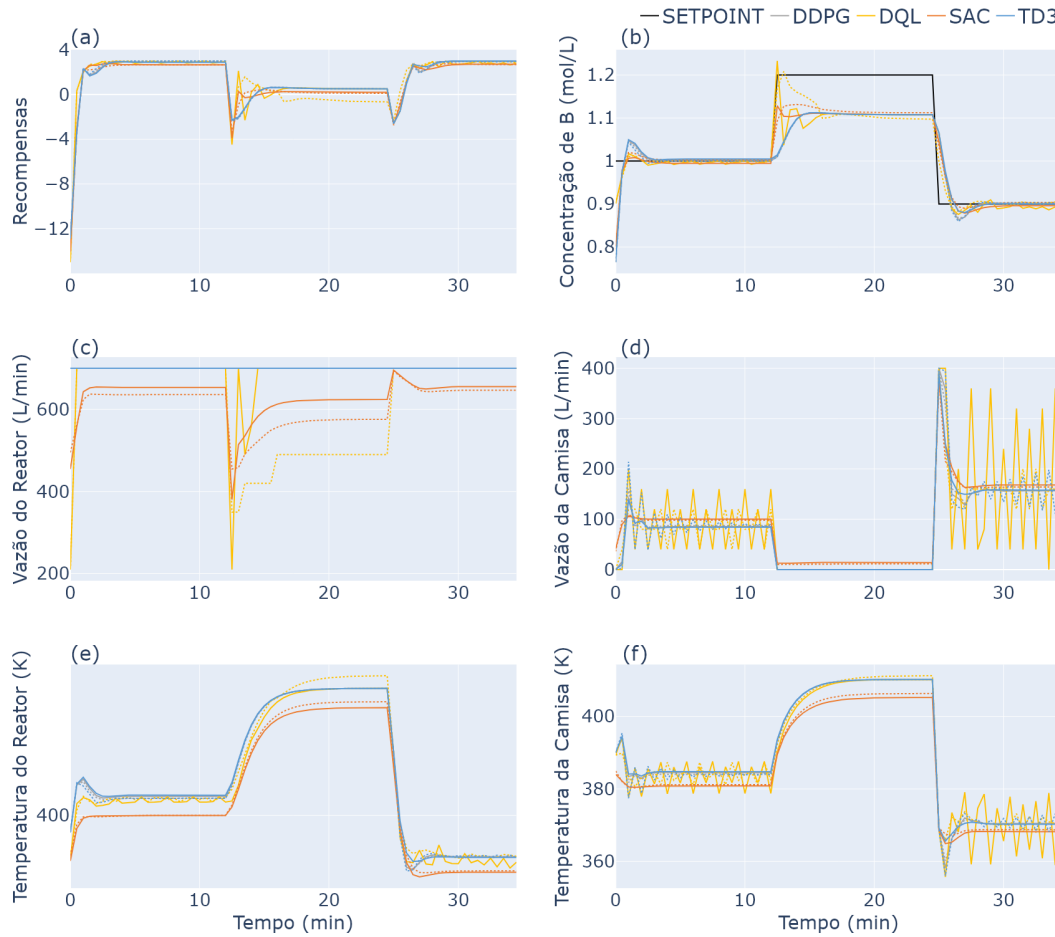 SETPOINT DDPG DQL SAC TD3
(a)
Recompensas
4
0
−4
−8
−12
0 10 20 30
(b)
Concentração de B (mol/L)
1.2
1.1
1
0.9
0.8
0 10 20 30
(c)
Vazão do Reator (L/min)
600
400
200
0 10 20 30
(d)
Vazão da Camisa (L/min)
400
300
200
100
0
0 10 20 30
(e)
Temperatura do Reator (K)
400
0 10 20 30
Tempo (min)
(f)
Temperatura da Camisa (K)
400
380
360
0 10 20 30
Tempo (min)